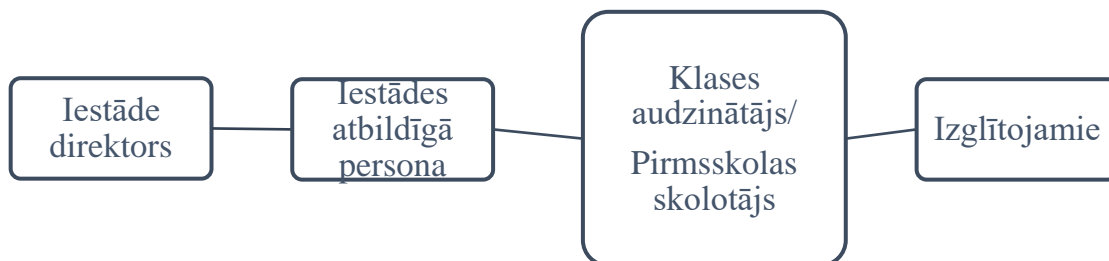 Iestāde
direktors
Iestādes
atbildīgā
persona
Klases
audzinātājs/
Pirmsskolas
skolotājs
Izglītojamie